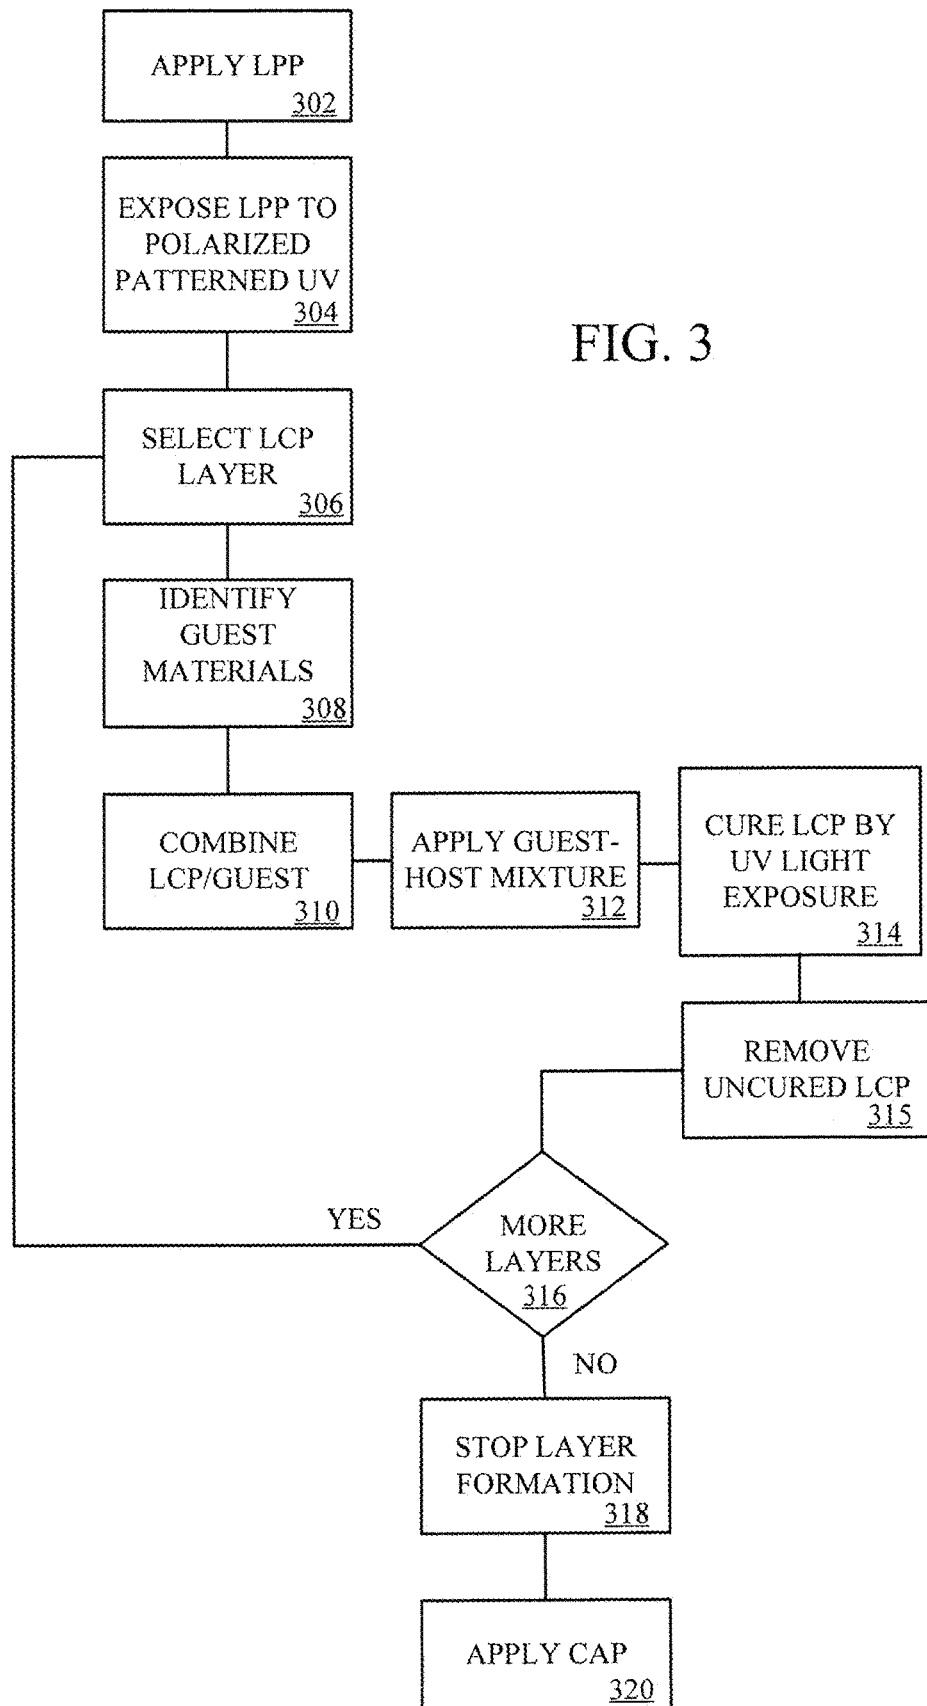 APPLY LPP
302
EXPOSE LPP TO
POLARIZED
PATTERNED UV
304
FIG. 3
SELECT LCP
LAYER
306
IDENTIFY
GUEST
MATERIALS
308
COMBINE
LCP/GUEST
310
APPLY GUEST-
HOST MIXTURE
312
CURE LCP BY
UV LIGHT
EXPOSURE
314
REMOVE
UNCURED LCP
315
YES
MORE
LAYERS
316
NO
STOP LAYER
FORMATION
318
APPLY CAP
320